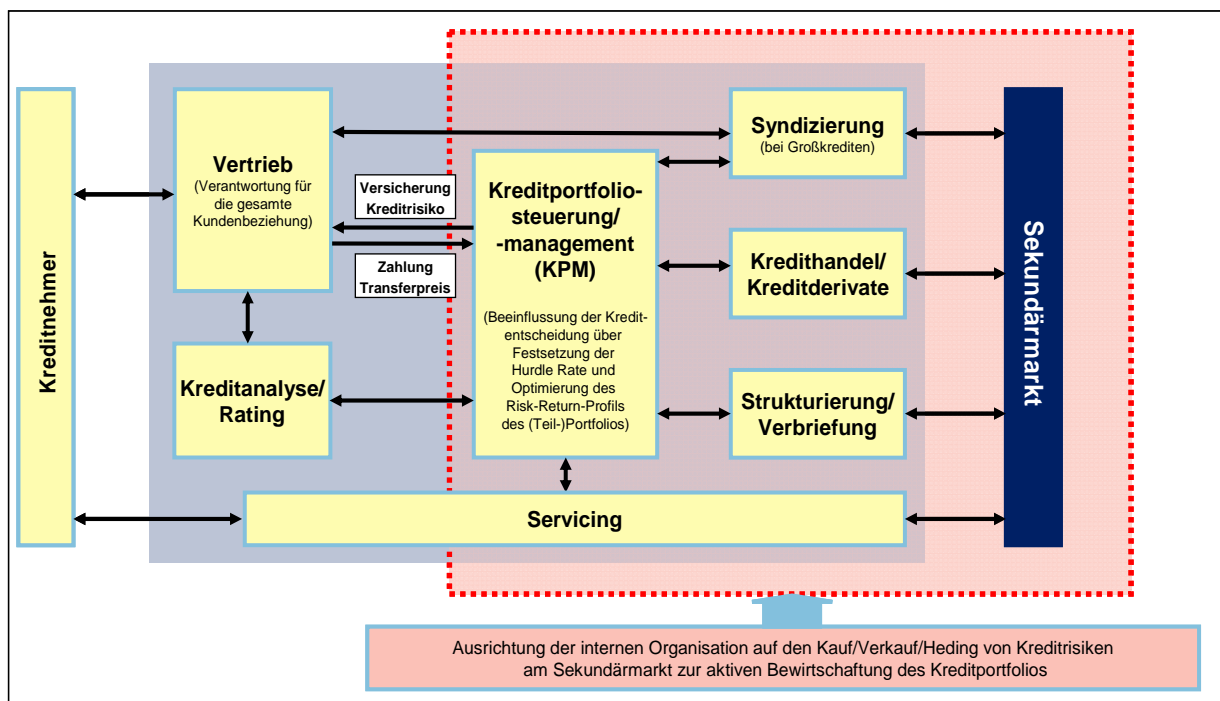 Kreditnehmer
Vertrieb
(Verantwortung für
die gesamte
Kundenbeziehung)
Versicherung
Kreditrisiko
Zahlung
Transferpreis
Kreditanalyse/
Rating
Kreditportfolio-
steuerung/
-management
(KPM)
(Beeinflussung der Kredit-
entscheidung über
Festsetzung der
Hurdle Rate und
Optimierung des
Risk-Return-Profils
des (Teil-)Portfolios)
Syndizierung
(bei Großkrediten)
Kredithandel/
Kreditderivate
Strukturierung/
Verbriefung
Servicing
Sekundärmarkt
Ausrichtung der internen Organisation auf den Kauf/Verkauf/Heding von Kreditrisiken
am Sekundärmarkt zur aktiven Bewirtschaftung des Kreditportfolios